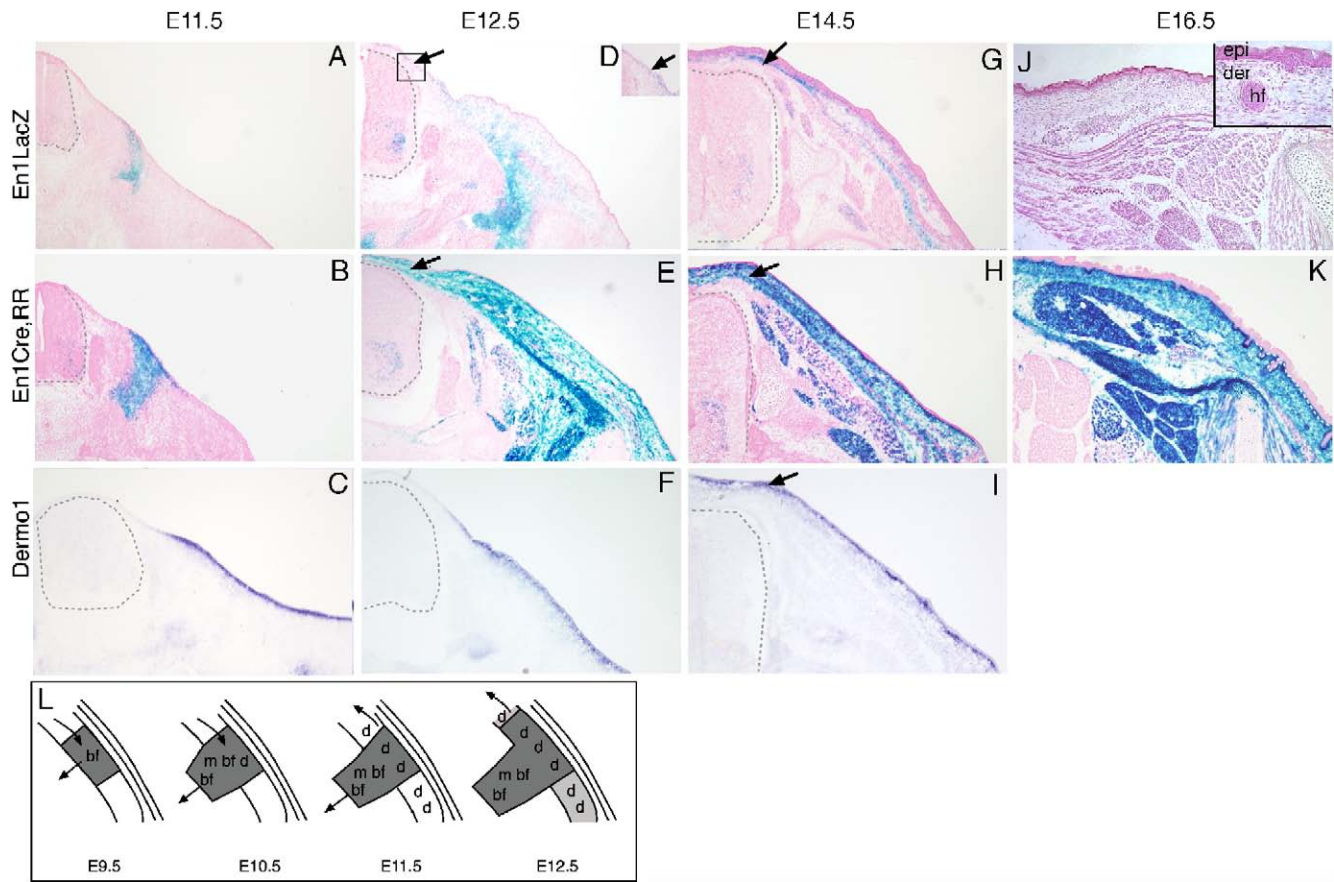 E11.5 E12.5 E14.5 E16.5
En1LacZ
A
D
G
J
epi
der
hf
En1Cre,RR
B
E
H
K
Dermo1
C
F
I
L
bf
m bf d
bf
d
d
m bf d
bf
d
d
d
d
d
m bf d
bf
d
d
E9.5 E10.5 E11.5 E12.5